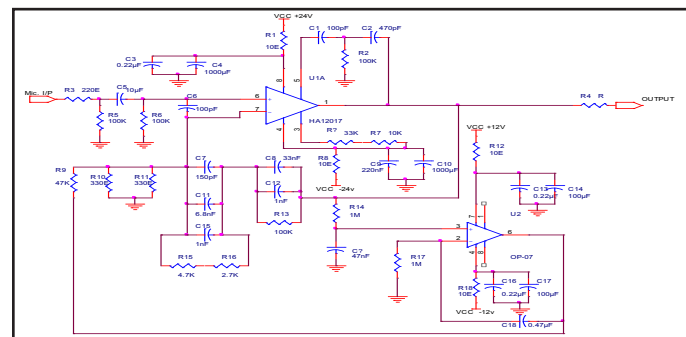 VCC +24V
R1
10E
C1 100pF
C2 470pF
C3
0.22µF
C4
1000µF
R2
100K
8
5
U1A
R3 220E
C5
10µF
Mic. I/P
C6
100pF
6
7
+
-
1
HA12017
4
3
R4 R
OUTPUT
R5
100K
R6
100K
R? 33K
R7 10K
VCC +12V
R12
10E
R8
10E
C9
220nF
C10
1000µF
VCC -24v
R9
47K
R10
330E
R11
330E
C7
150pF
C8 33nF
C11
6.8nF
C12
1nF
C15
1nF
R13
100K
R14
1M
C13
0.22µF
C14
100µF
U2
7
1
3
2
+
-
6
OP-07
4
8
C?
47nF
R17
1M
R15
4.7K
R16
2.7K
R18
10E
C16
0.22µF
C17
100µF
VCC -12v
C18 0.47µF